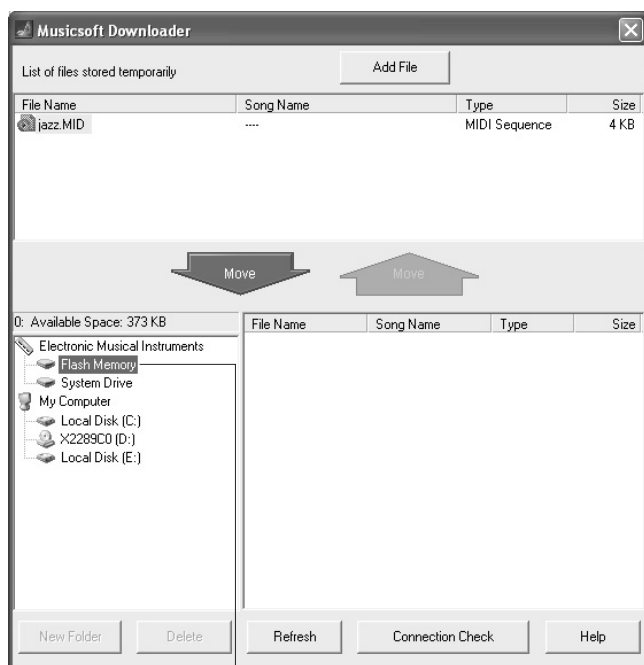 Musicsoft Downloader
List of files stored temporarily Add File
File Name Song Name Type Size
jazz.MID ---- MIDI Sequence 4 KB
Move Move
0: Available Space: 373 KB
File Name Song Name Type Size
Electronic Musical Instruments
Flash Memory
System Drive
My Computer
Local Disk (C:)
X2289C0 (D:)
Local Disk (E:)
New Folder Delete Refresh Connection Check Help